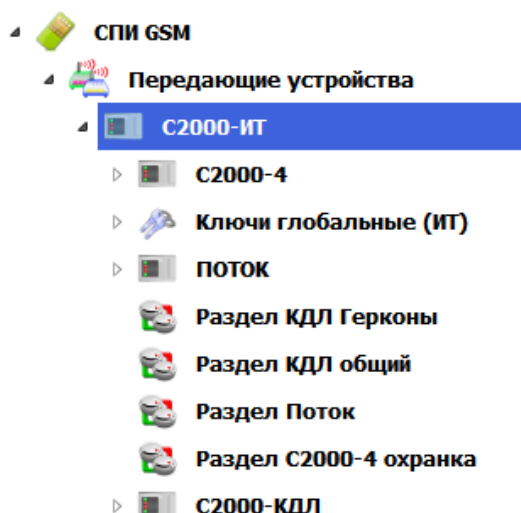 СПИ GSM
Передающие устройства
С2000-ИТ
С2000-4
Ключи глобальные (ИТ)
ПОТОК
Раздел КДЛ Герконы
Раздел КДЛ общий
Раздел Поток
Раздел С2000-4 охранка
С2000-КДЛ